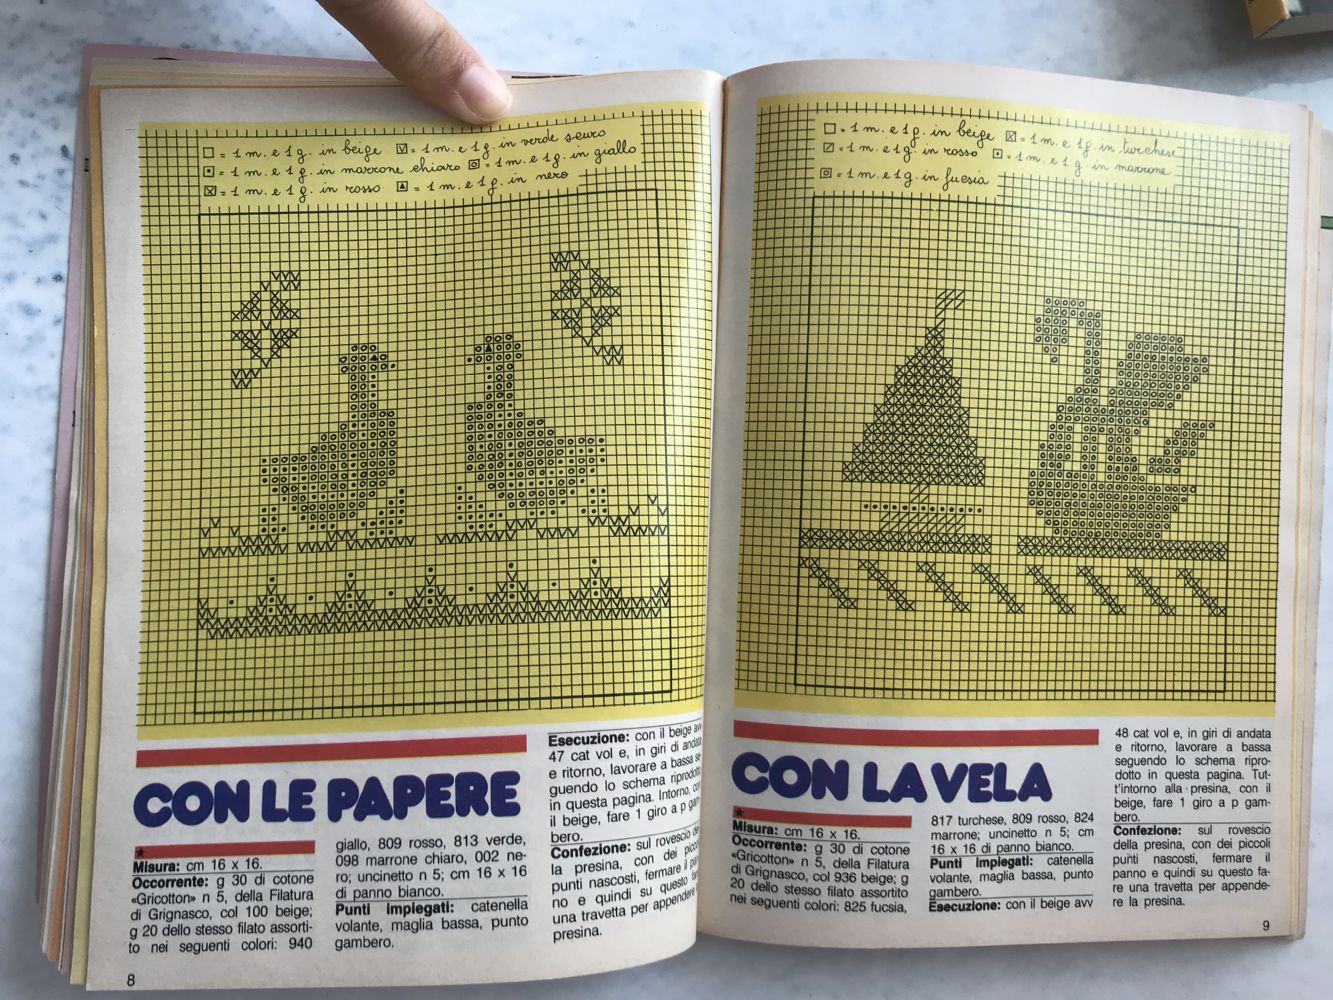 = 1 m. e 1 g. in beige = 1 m. e 1 g. in verde scuro
= 1 m. e 1 g. in marrone chiaro = 1 m. e 1 g. in giallo
= 1 m. e 1 g. in rosso = 1 m. e 1 g. in nero
CON LE PAPERE
Misura: cm 16 x 16.
Occorrente: g 30 di cotone
«Gricotton» n 5, della Filatura
di Grignasco, col 100 beige;
g 20 dello stesso filato assorti-
to nei seguenti colori: 940
giallo, 809 rosso, 813 verde,
098 marrone chiaro, 002 ne-
ro; uncinetto n 5; cm 16 x 16
di panno bianco.
Punti impiegati: catenella
volante, maglia bassa, punto
gambero.
Esecuzione: con il beige avv
47 cat vol e, in giri di andata
e ritorno, lavorare a bassa se-
guendo lo schema riprodotto
in questa pagina. Intorno, con
il beige, fare 1 giro a p gam-
bero.
Confezione: sul rovescio del-
la presina, con dei piccoli
punti nascosti, fermare il pan-
no e quindi su questo fare
una travetta per appendere la
presina.
8
= 1 m. e 1 g. in beige = 1 m. e 1 g. in turchese
= 1 m. e 1 g. in rosso = 1 m. e 1 g. in marrone
= 1 m. e 1 g. in fucsia
CON LA VELA
Misura: cm 16 x 16.
Occorrente: g 30 di cotone
«Gricotton» n 5, della Filatura
di Grignasco, col 936 beige; g
20 dello stesso filato assortito
nei seguenti colori: 825 fucsia,
817 turchese, 809 rosso, 824
marrone; uncinetto n 5; cm
16 x 16 di panno bianco.
Punti impiegati: catenella
volante, maglia bassa, punto
gambero.
Esecuzione: con il beige avv
48 cat vol e, in giri di andata
e ritorno, lavorare a bassa
seguendo lo schema ripro-
dotto in questa pagina. Tut-
t'intorno alla presina, con il
beige, fare 1 giro a p gam-
bero.
Confezione: sul rovescio
della presina, con dei piccoli
punti nascosti, fermare il
panno e quindi su questo fa-
re una travetta per appende-
re la presina.
9